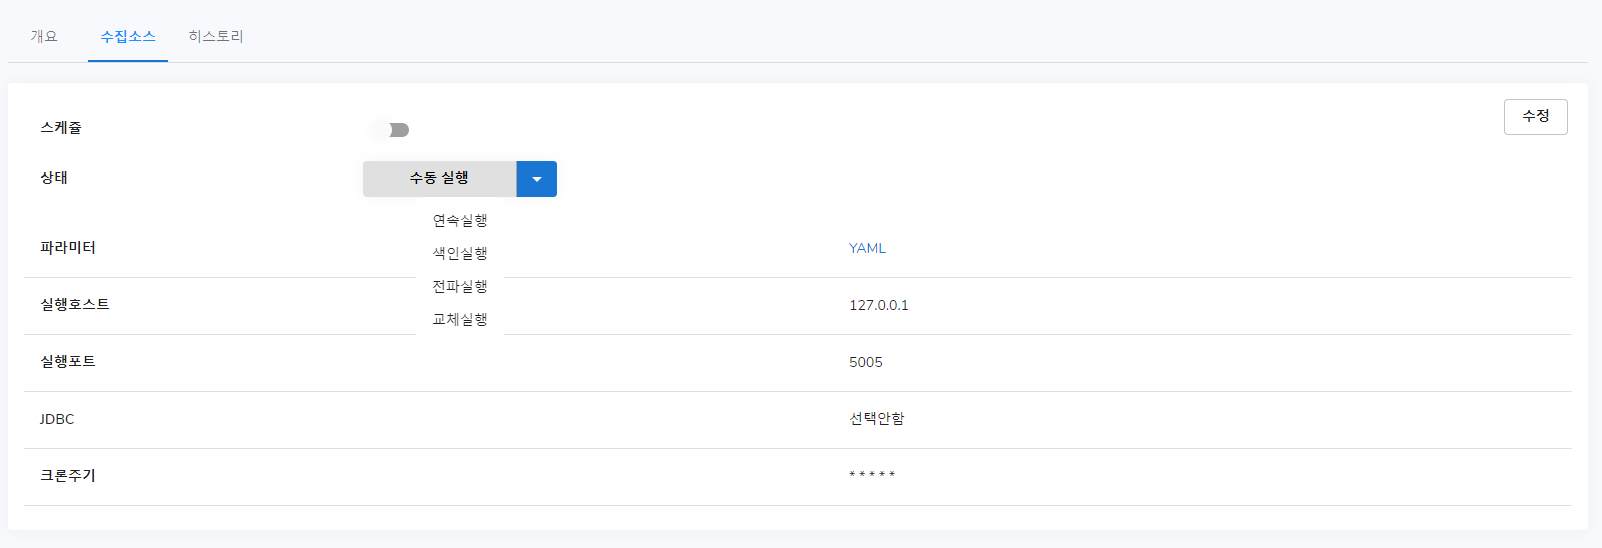 개요 수집소스 히스토리
수정
스케쥴
상태 수동 실행
연속실행
파라미터 YAML
색인실행
전파실행
실행호스트 127.0.0.1
교체실행
실행포트 5005
JDBC 선택안함
크론주기 * * * * *